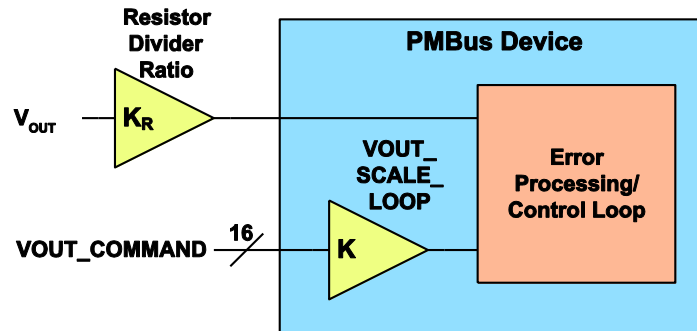 Resistor
Divider
Ratio
PMBus Device
VOUT
KR
VOUT_
SCALE_
LOOP
Error
Processing/
Control Loop
VOUT_COMMAND
16
K